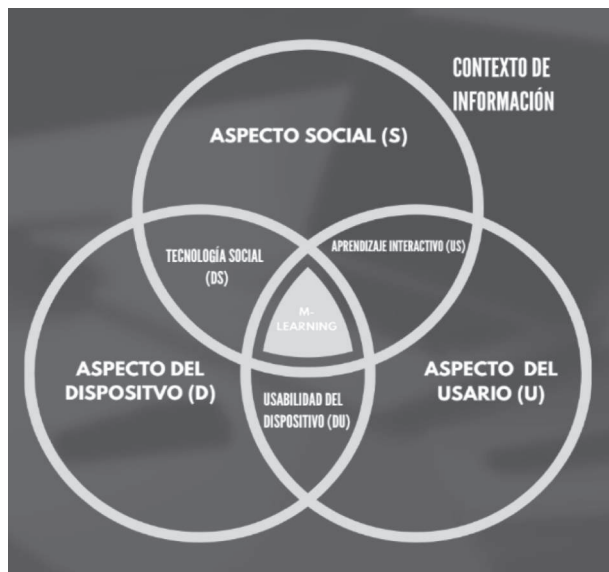 CONTEXTO DE
INFORMACIÓN
ASPECTO SOCIAL (S)
TECNOLOGÍA SOCIAL
(DS)
APRENDIZAJE INTERACTIVO (US)
M-
LEARNING
ASPECTO DEL
DISPOSITVO (D)
ASPECTO DEL
USARIO (U)
USABILIDAD DEL
DISPOSITIVO (DU)